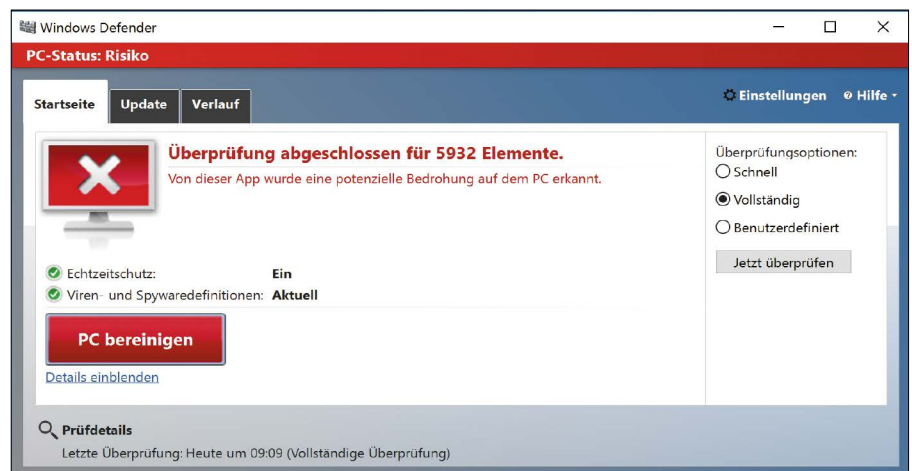 Windows Defender
PC-Status: Risiko
Startseite Update Verlauf
Einstellungen Hilfe
Überprüfung abgeschlossen für 5932 Elemente.
Von dieser App wurde eine potenzielle Bedrohung auf dem PC erkannt.
Echtzeitschutz: Ein
Viren- und Spywaredefinitionen: Aktuell
PC bereinigen
Details einblenden
Überprüfungsoptionen:
Schnell
Vollständig
Benutzerdefiniert
Jetzt überprüfen
Prüfdetails
Letzte Überprüfung: Heute um 09:09 (Vollständige Überprüfung)